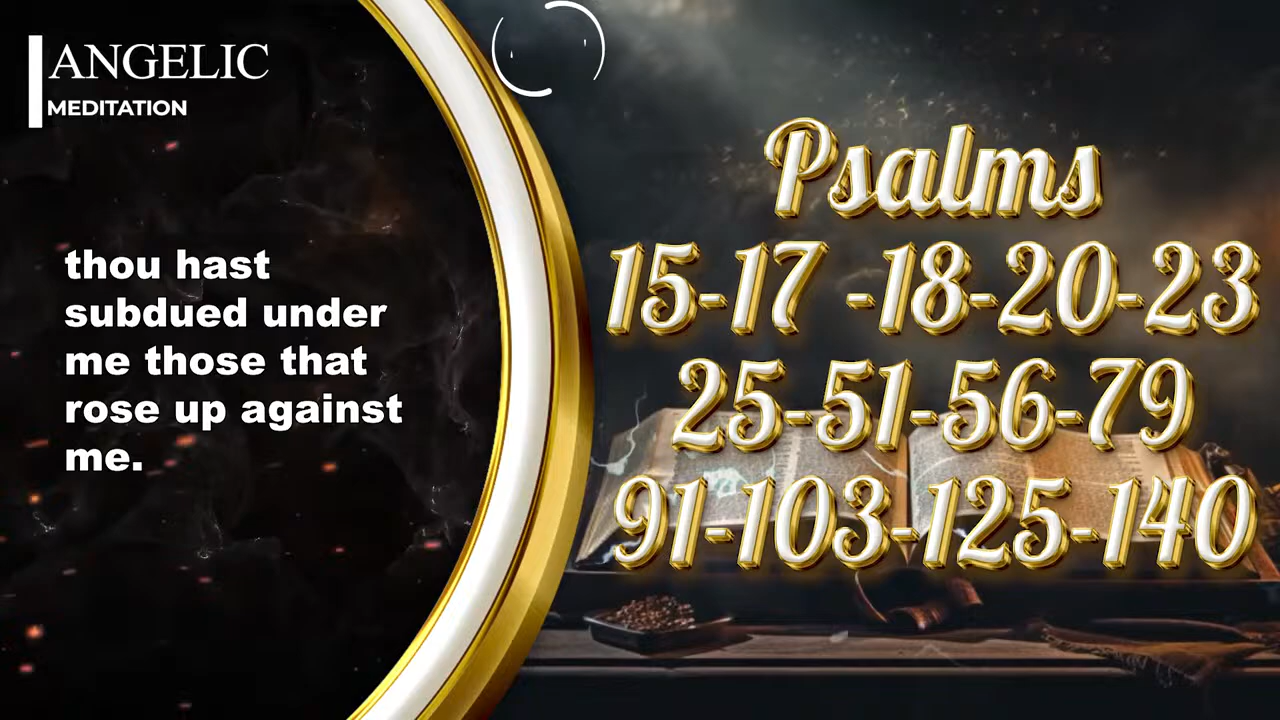 ANGELIC
MEDITATION
thou hast
subdued under
me those that
rose up against
me.
Psalms
15-17 -18-20-23
25-51-56-79
91-103-125-140